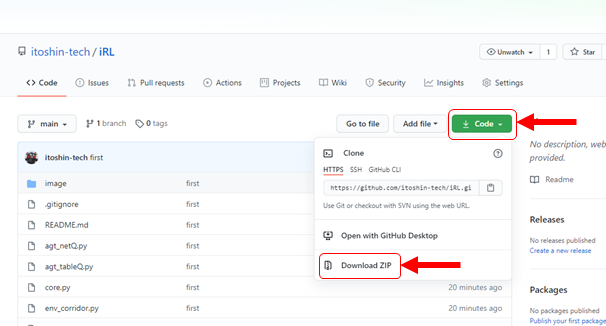 itoshin-tech / iRL
Unwatch 1 Star
Code Issues Pull requests Actions Projects Wiki Security Insights Settings
main 1 branch 0 tags Go to file Add file Code
itoshin-tech first
image first
.gitignore first
README.md first
agt_netQ.py first
agt_tableQ.py first
core.py first 20 minutes ago
env_corridor.py first 20 minutes ago
Clone
HTTPS SSH GitHub CLI
https://github.com/itoshin-tech/iRL.gi
Use Git or checkout with SVN using the web URL.
Open with GitHub Desktop
Download ZIP
No description, web
provided.
Readme
Releases
No releases published
Create a new release
Packages
No packages published
Publish your first package